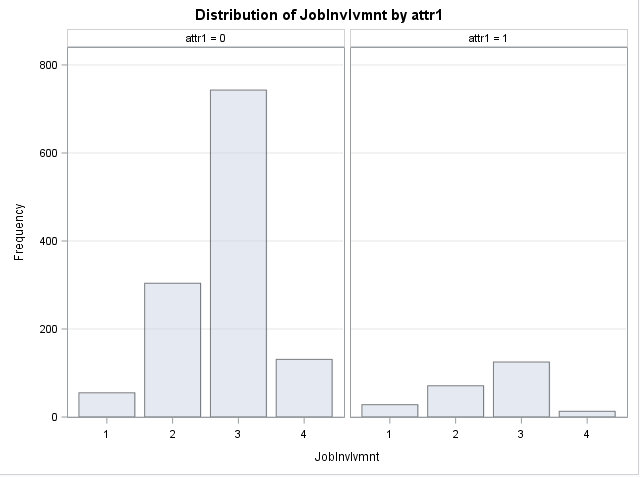 Distribution of JobInvlvmnt by attr1
attr1 = 0
attr1 = 1
800
600
400
200
0
Frequency
1 2 3 4
1 2 3 4
JobInvlvmnt